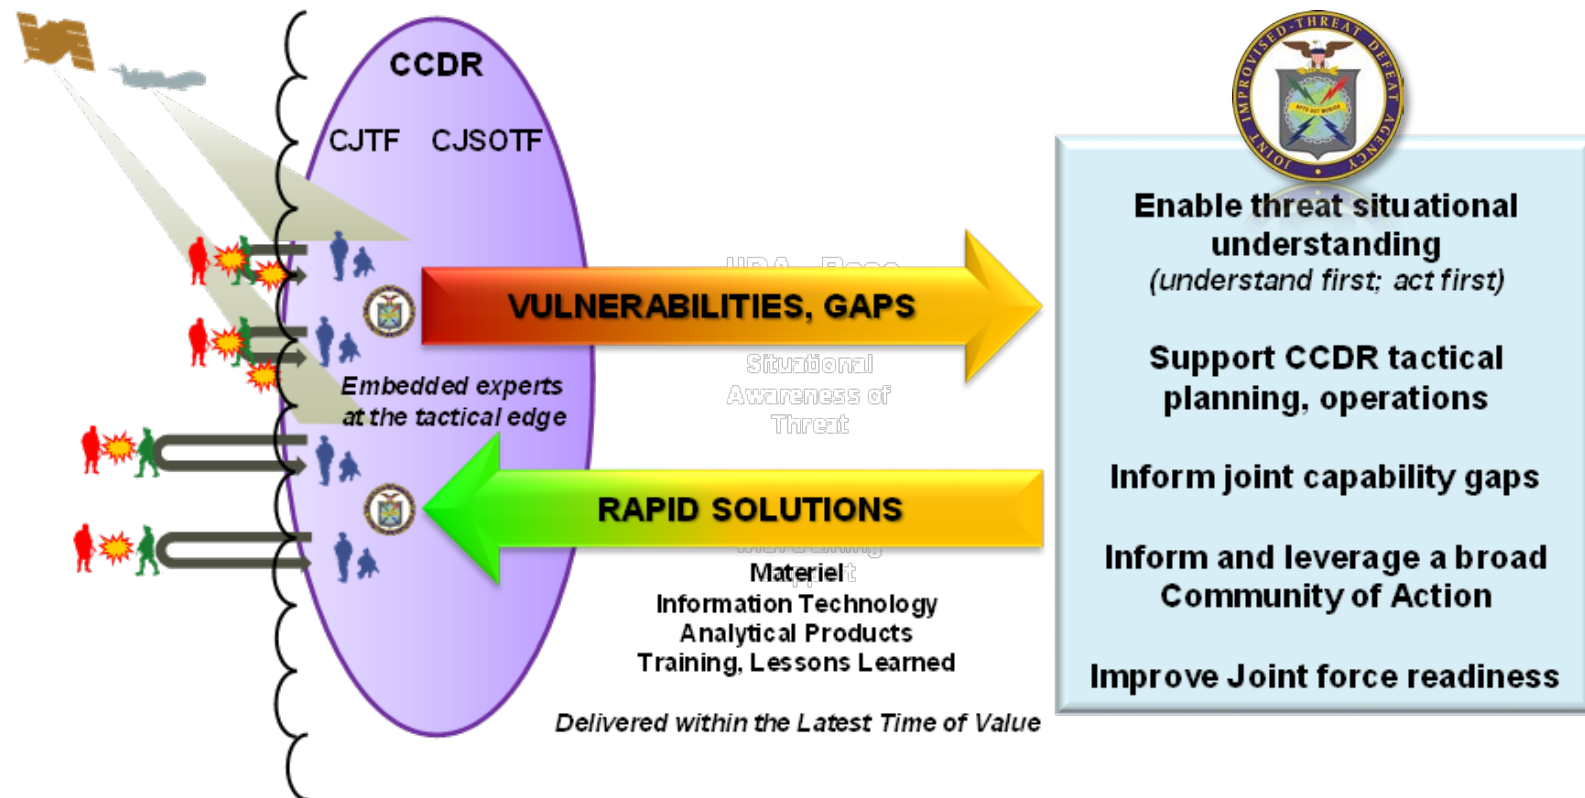 CCDR
CJTF CJSOTF
Embedded experts
at the tactical edge
VULNERABILITIES, GAPS
Situational
Awareness of
Threat
RAPID SOLUTIONS
Materiel
Information Technology
Analytical Products
Training, Lessons Learned
Delivered within the Latest Time of Value
JOINT IMPROVISED-THREAT DEFEAT AGENCY
Enable threat situational
understanding
(understand first; act first)
Support CCDR tactical
planning, operations
Inform joint capability gaps
Inform and leverage a broad
Community of Action
Improve Joint force readiness